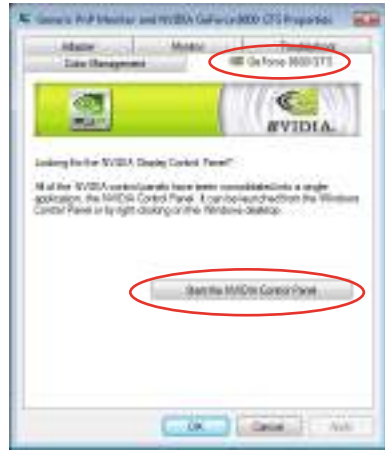 Generic PnP Monitor and NVIDIA GeForce 8600 GTS Properties
Adapter
Monitor
Troubleshoot
Color Management
GeForce 8600 GTS
NVIDIA.
Looking for the NVIDIA Display Control Panel?
All of the NVIDIA control panels have been consolidated into a single
application, the NVIDIA Control Panel. It can be launched from the Windows
Control Panel or by right clicking on the Windows desktop.
Start the NVIDIA Control Panel
OK
Cancel
Apply